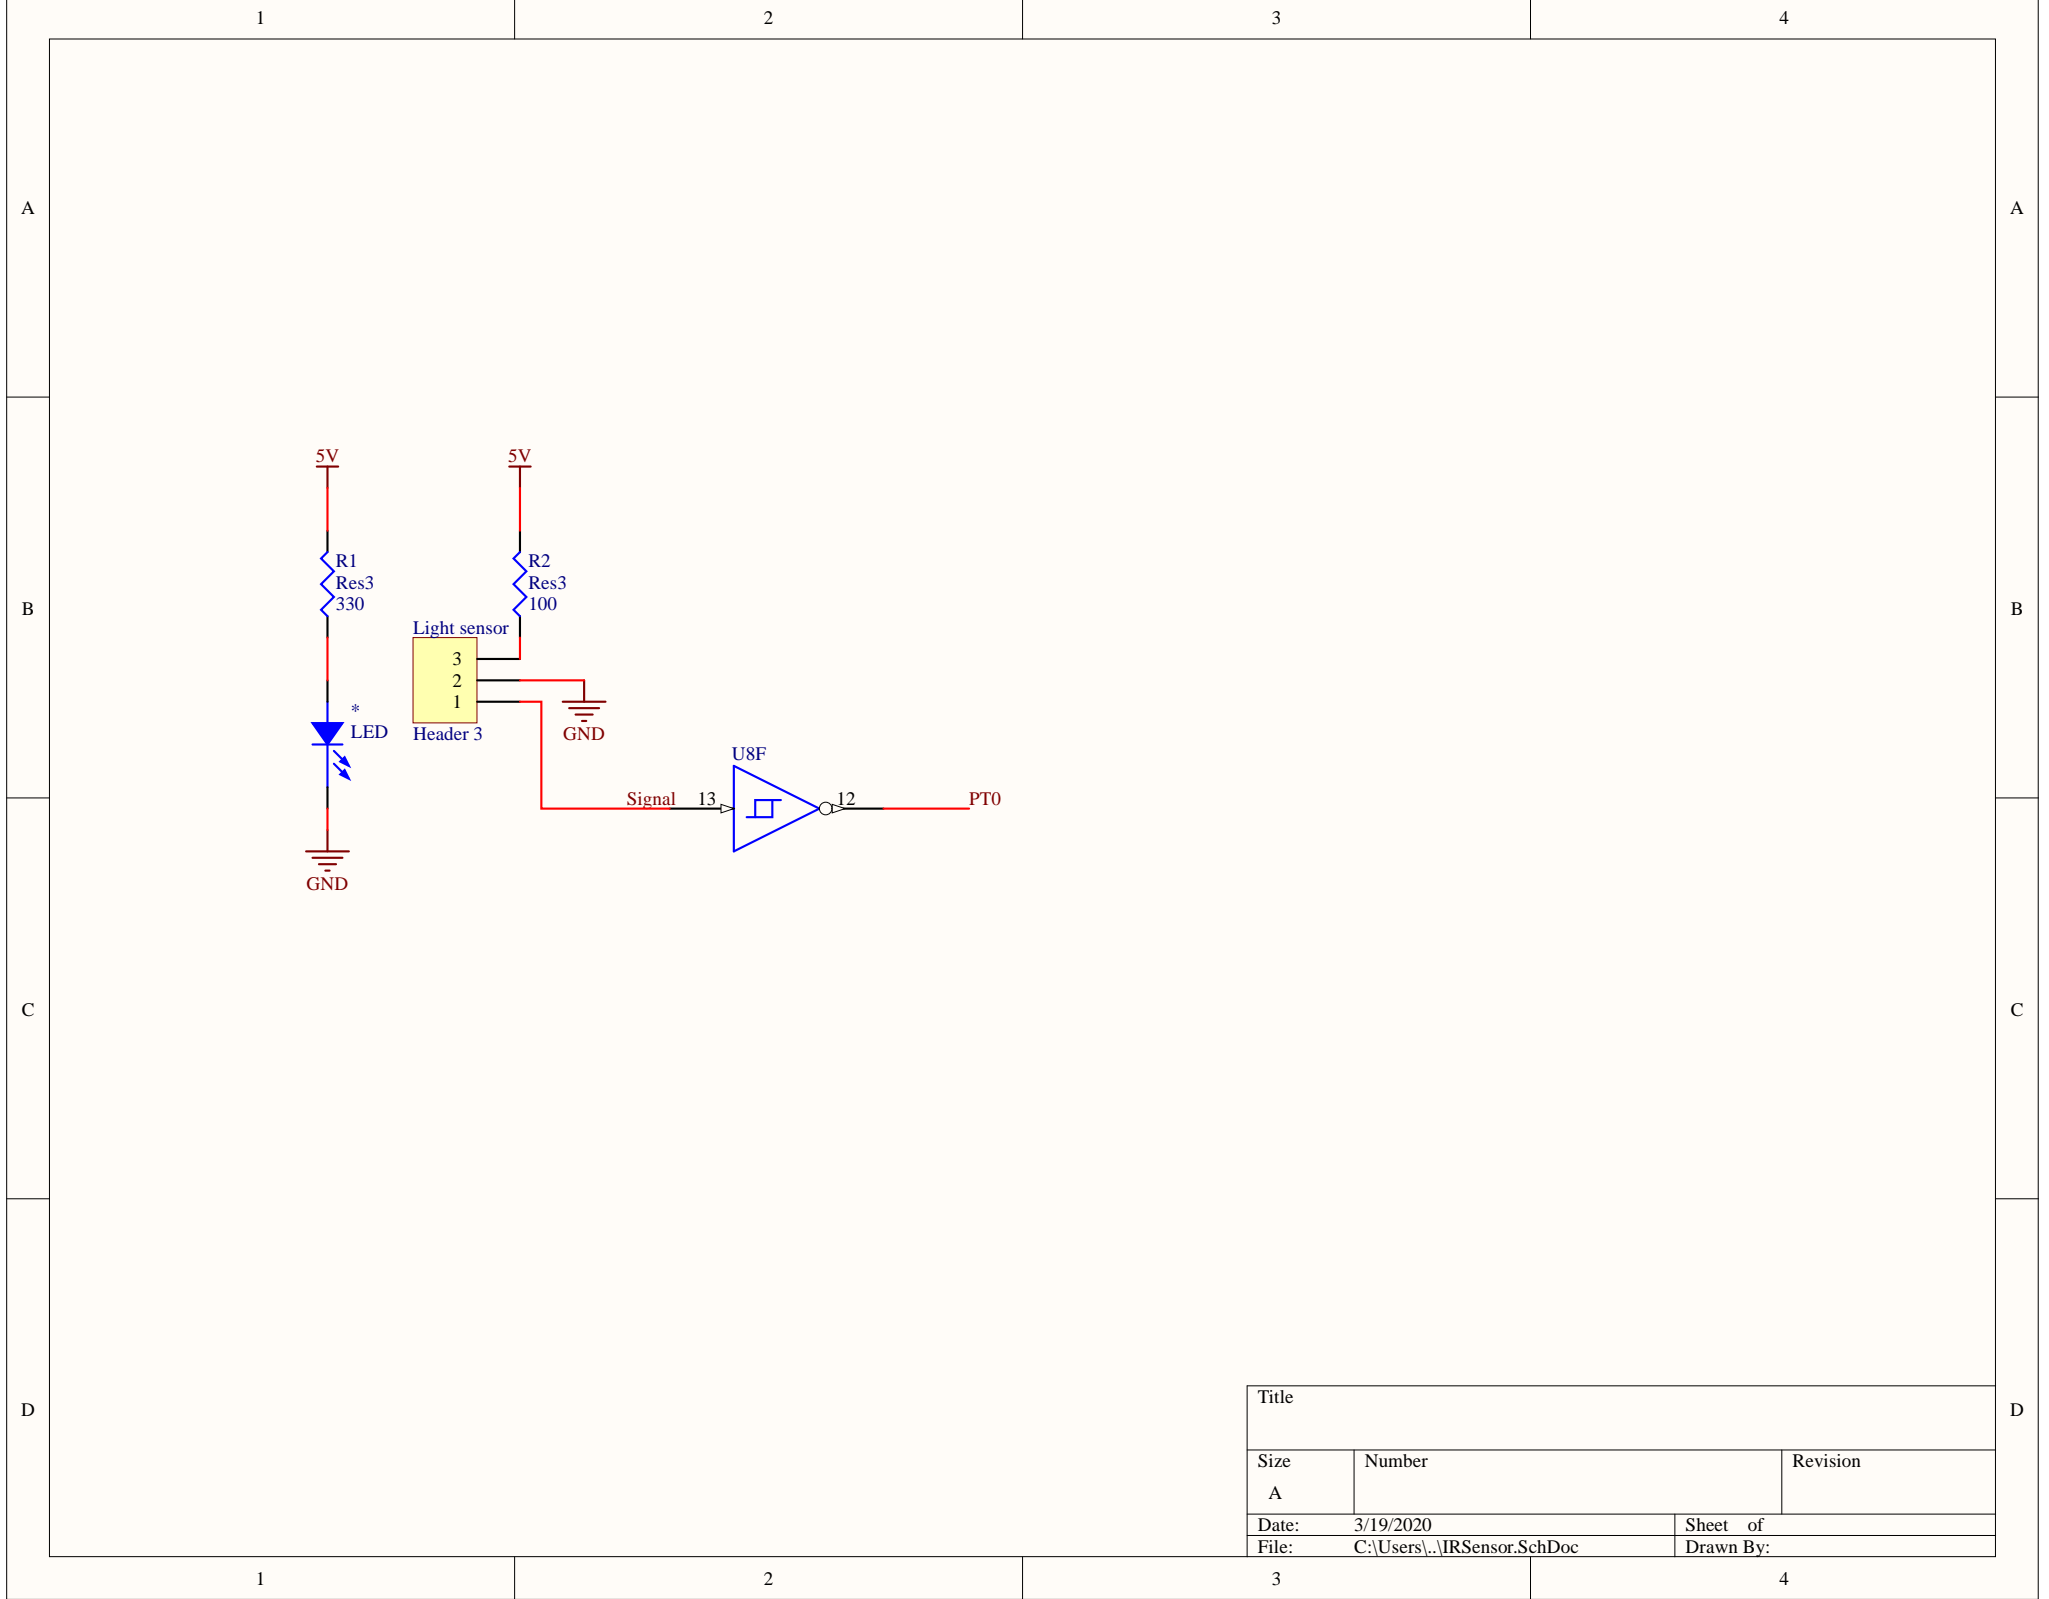 1 2 3 4
A A
5V 5V
R1 R2
Res3 Res3
B B
330 100
Light sensor
3
2
1
*
LED
Header 3 GND
U8F
Signal 13 12 PT0
GND
C C
Title
D D
Size Number Revision
A
Date: 3/19/2020 Sheet of
File: C:\Users\..\IRSensor.SchDoc Drawn By:
1 2 3 4